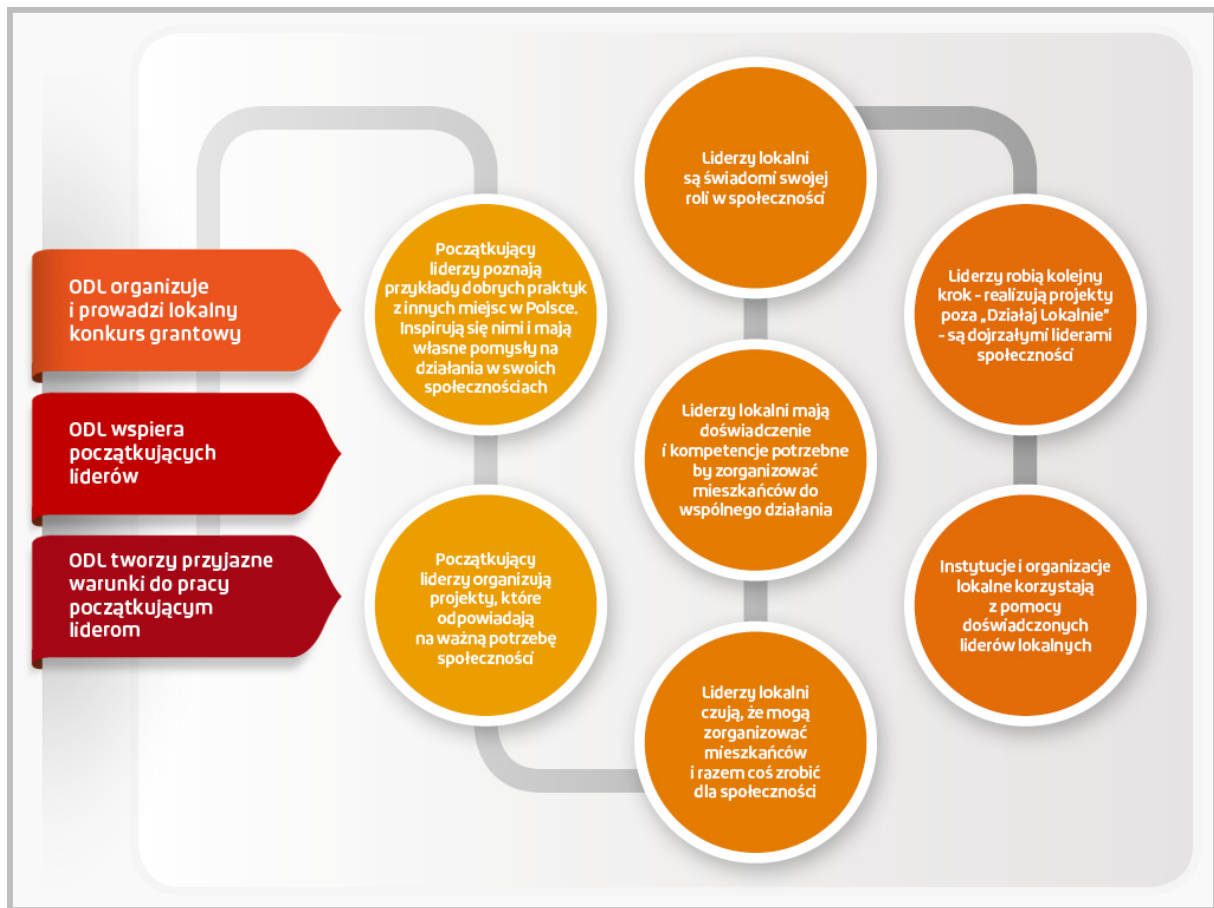 ODL organizuje
i prowadzi lokalny
konkurs grantowy
ODL wspiera
początkujących
liderów
ODL tworzy przyjazne
warunki do pracy
początkującym
liderom
Początkujący
liderzy poznają
przykłady dobrych praktyk
z innych miejsc w Polsce.
Inspirują się nimi i mają
własne pomysły na
działania w swoich
społecznościach
Początkujący
liderzy organizują
projekty, które
odpowiadają
na ważną potrzebę
społeczności
Liderzy lokalni
czują, że mogą
zorganizować
mieszkańców
i razem coś zrobić
dla społeczności
Liderzy lokalni mają
doświadczenie
i kompetencje potrzebne
by zorganizować
mieszkańców do
wspólnego działania
Liderzy lokalni
są świadomi swojej
roli w społeczności
Liderzy robią kolejny
krok - realizują projekty
poza „Działaj Lokalnie”
- są dojrzałymi liderami
społeczności
Instytucje i organizacje
lokalne korzystają
z pomocy
doświadczonych
liderów lokalnych